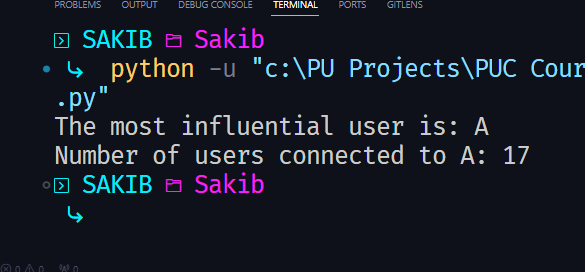 PROBLEMS OUTPUT DEBUG CONSOLE TERMINAL PORTS GITLENS
SAKIB Sakib
python -u "c:\PU Projects\PUC Cour
.py"
The most influential user is: A
Number of users connected to A: 17
SAKIB Sakib